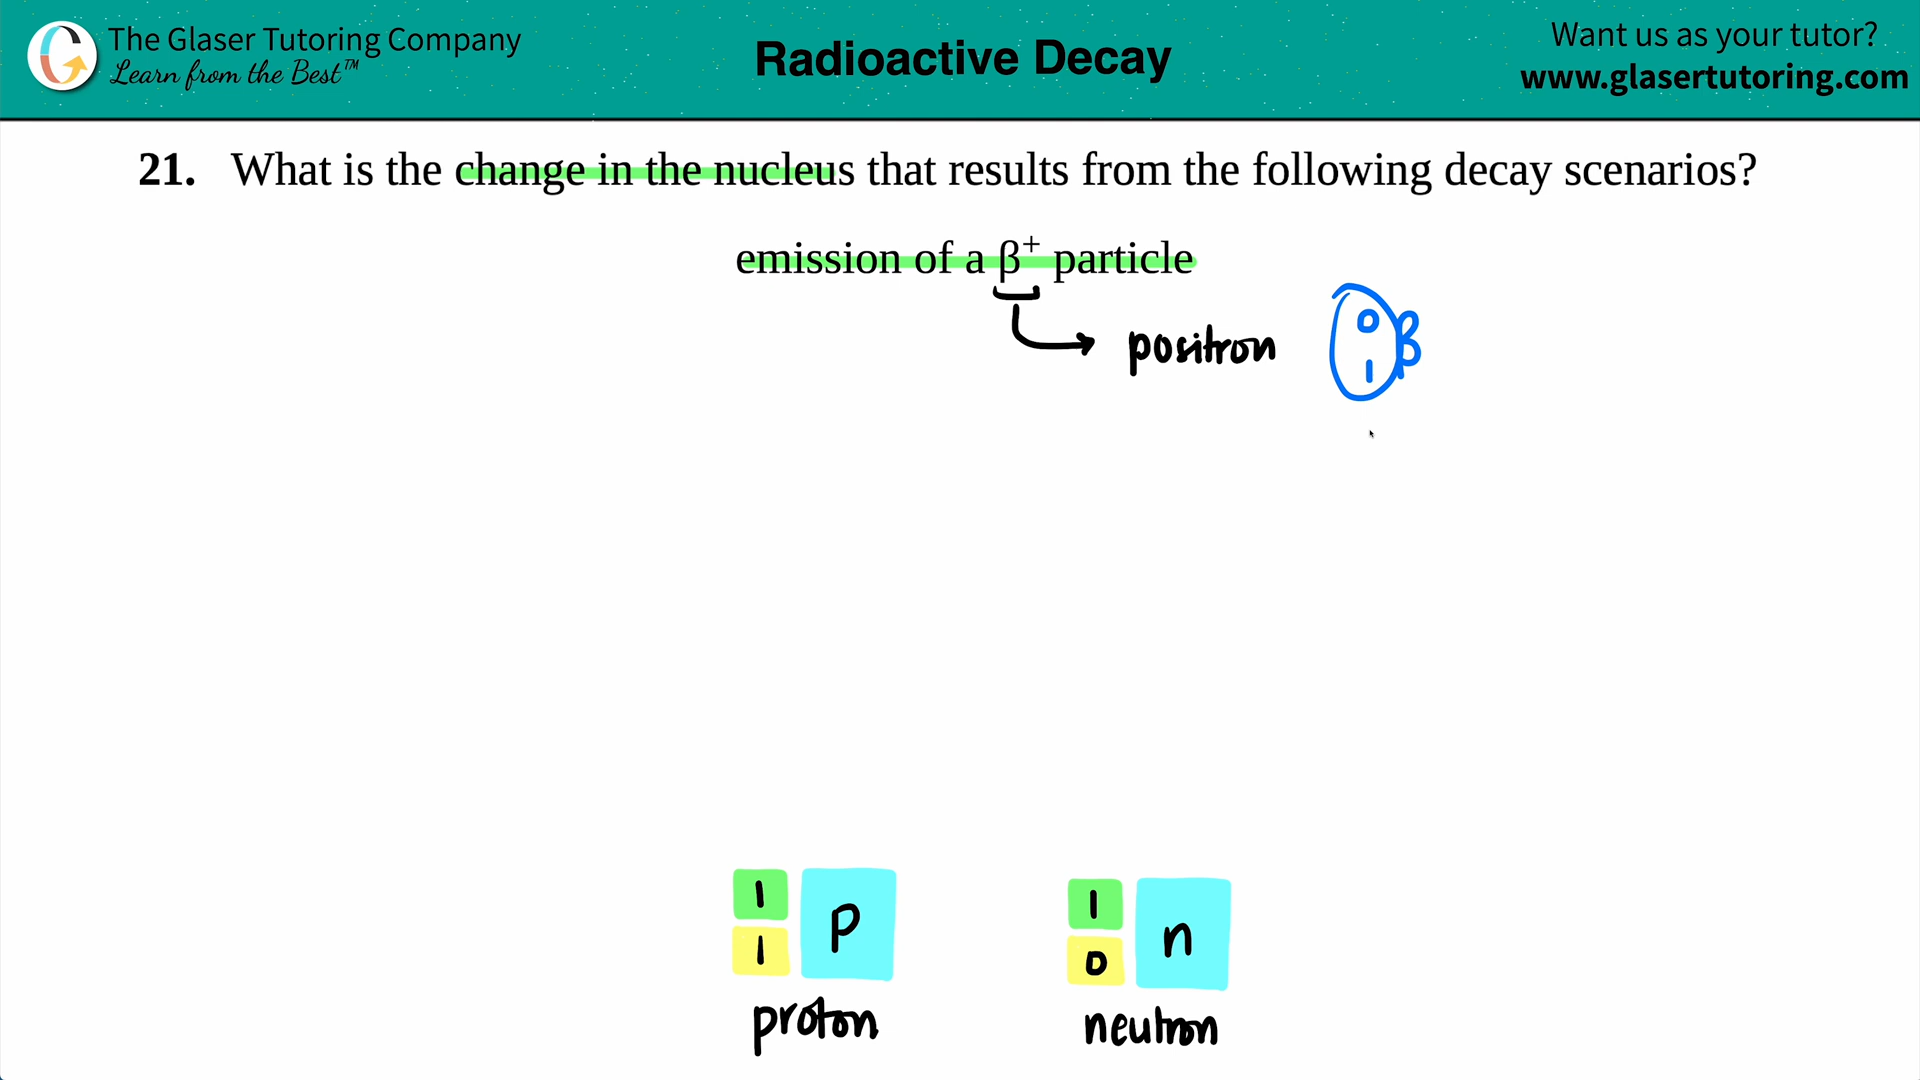 The Glaser Tutoring Company
Learn from the Best™
Radioactive Decay
Want us as your tutor?
www.glasertutoring.com
21. What is the change in the nucleus that results from the following decay scenarios?
emission of a β⁺ particle
positron
0
1
β
1
1
p
proton
1
0
n
neutron